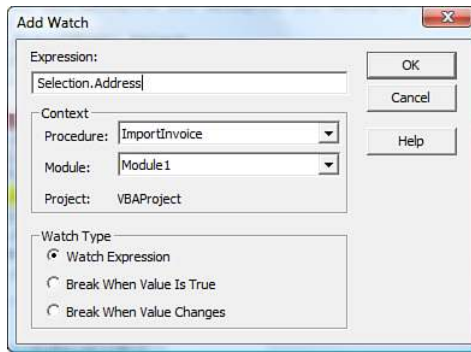 Add Watch
Expression:
OK
Selection.Address
Cancel
Context
Procedure: ImportInvoice
Help
Module: Module1
Project: VBAProject
Watch Type
Watch Expression
Break When Value Is True
Break When Value Changes